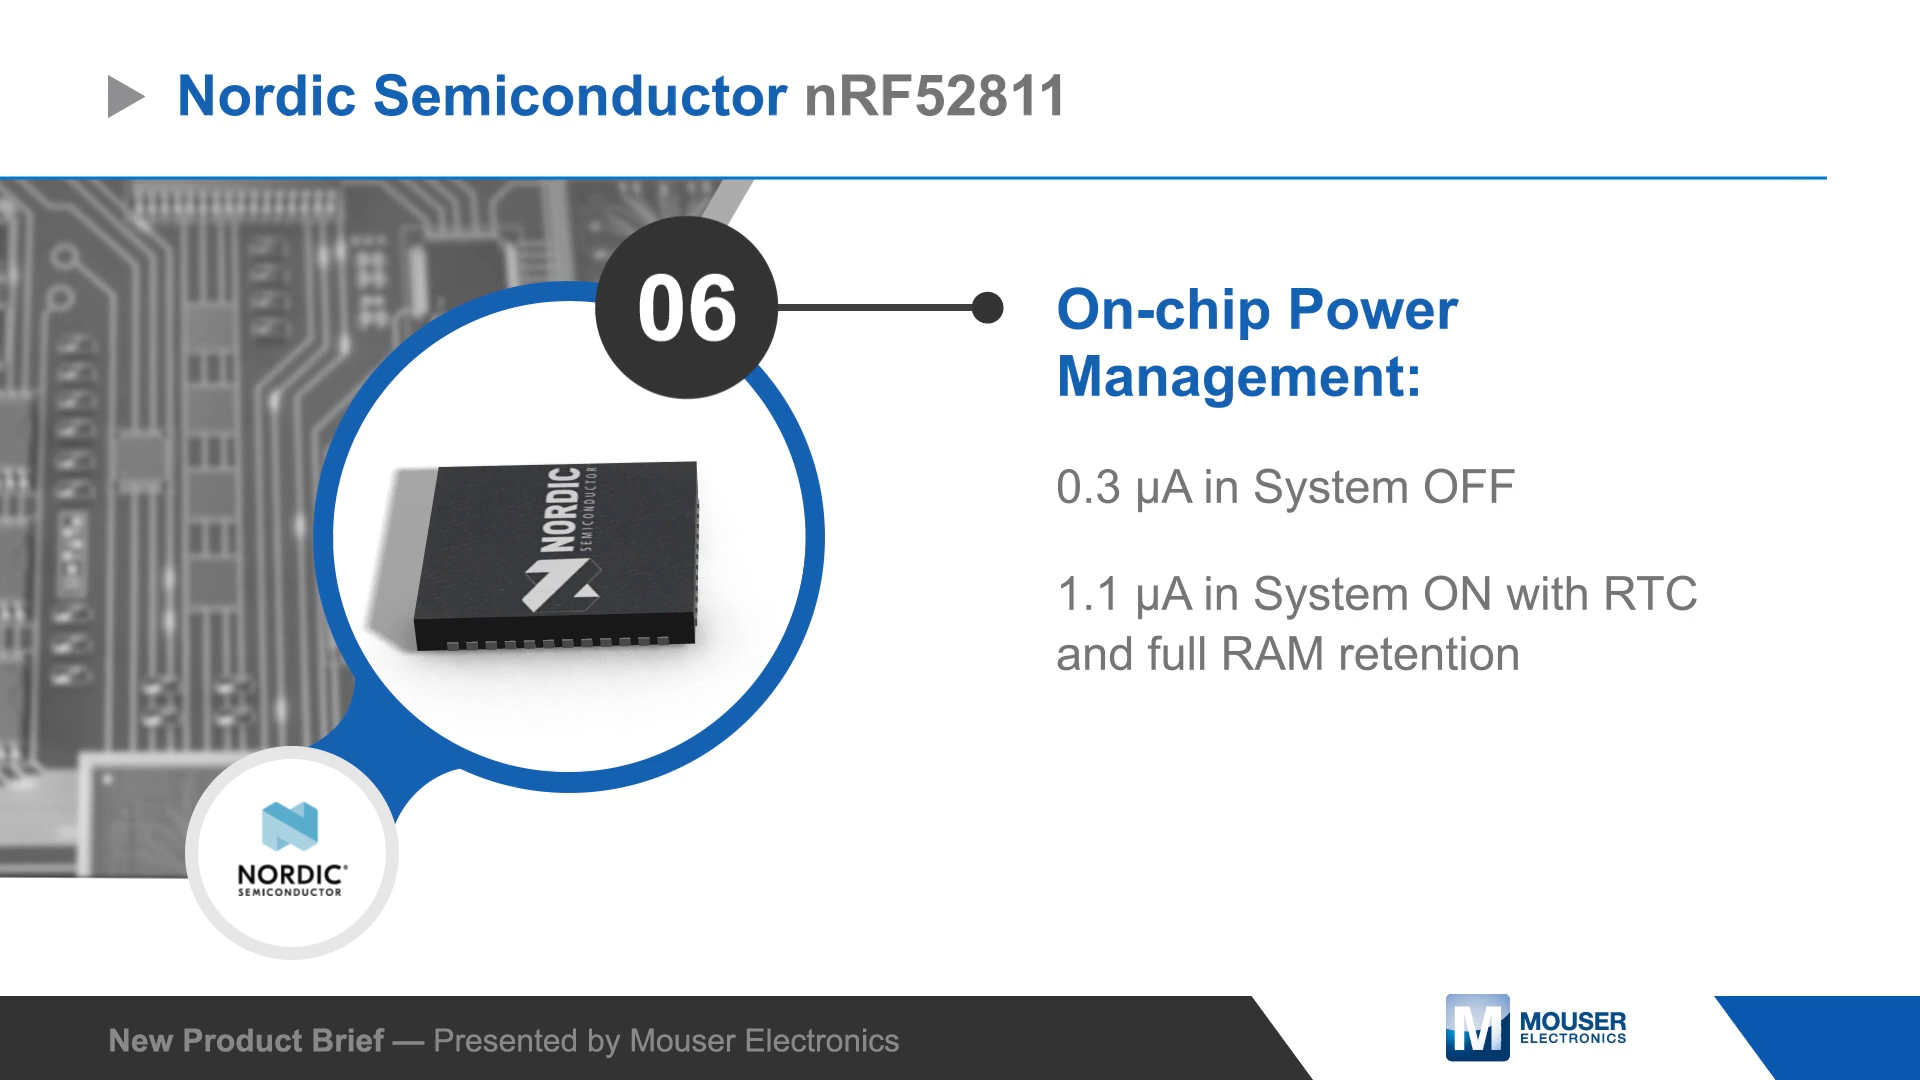 Nordic Semiconductor nRF52811
06
On-chip Power
Management:
0.3 µA in System OFF
1.1 µA in System ON with RTC
and full RAM retention
NORDIC
SEMICONDUCTOR
NORDIC®
SEMICONDUCTOR
New Product Brief — Presented by Mouser Electronics
M
MOUSER
ELECTRONICS